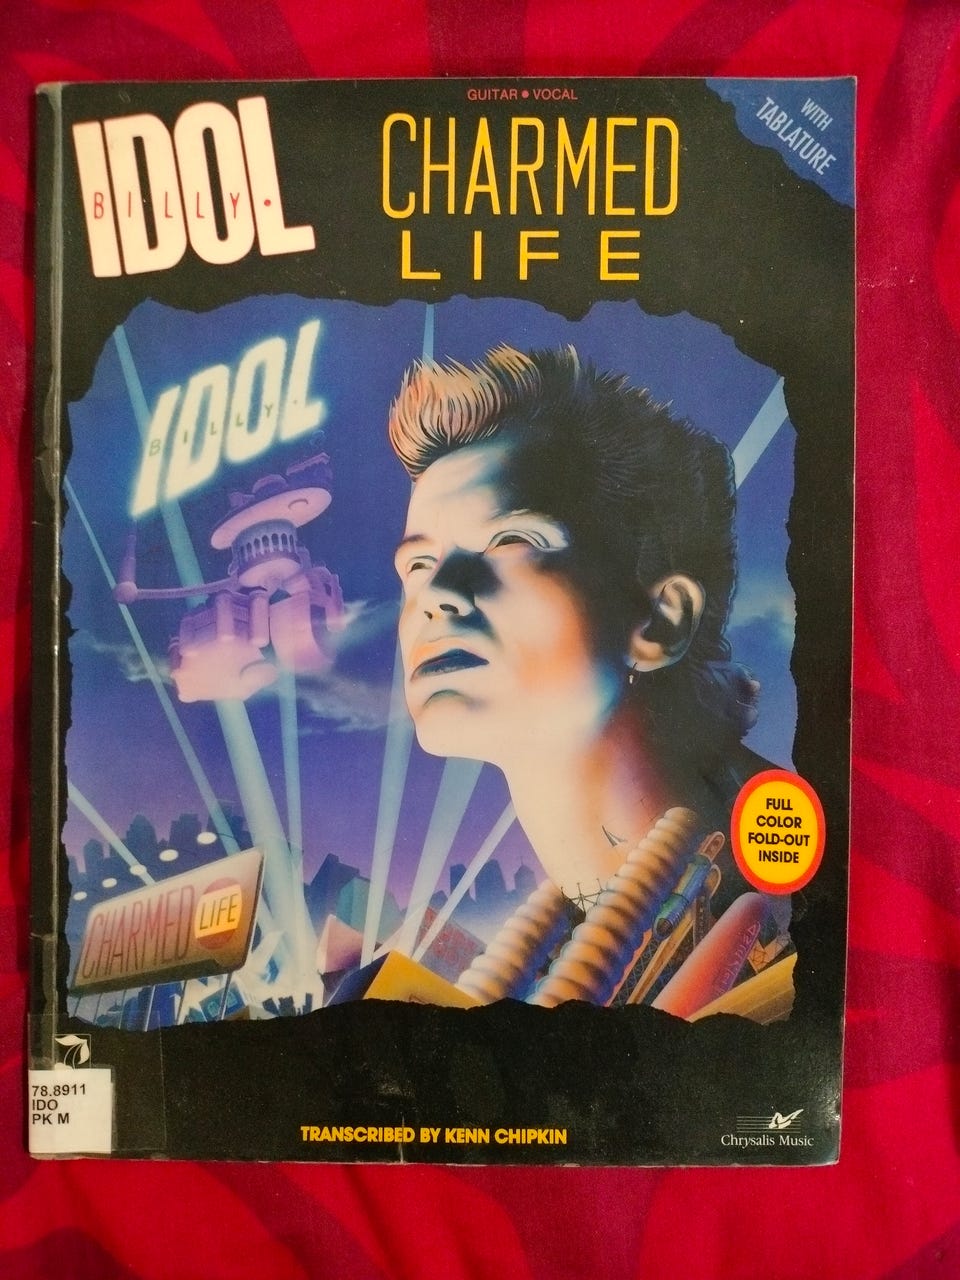 GUITAR • VOCAL
WITH
TABLATURE
IDOL
BILLY •
CHARMED
LIFE
IDOL
BILLY •
FULL
COLOR
FOLD-OUT
INSIDE
CHARMED
LIFE
78.8911
IDO
PK M
TRANSCRIBED BY KENN CHIPKIN
Chrysalis Music